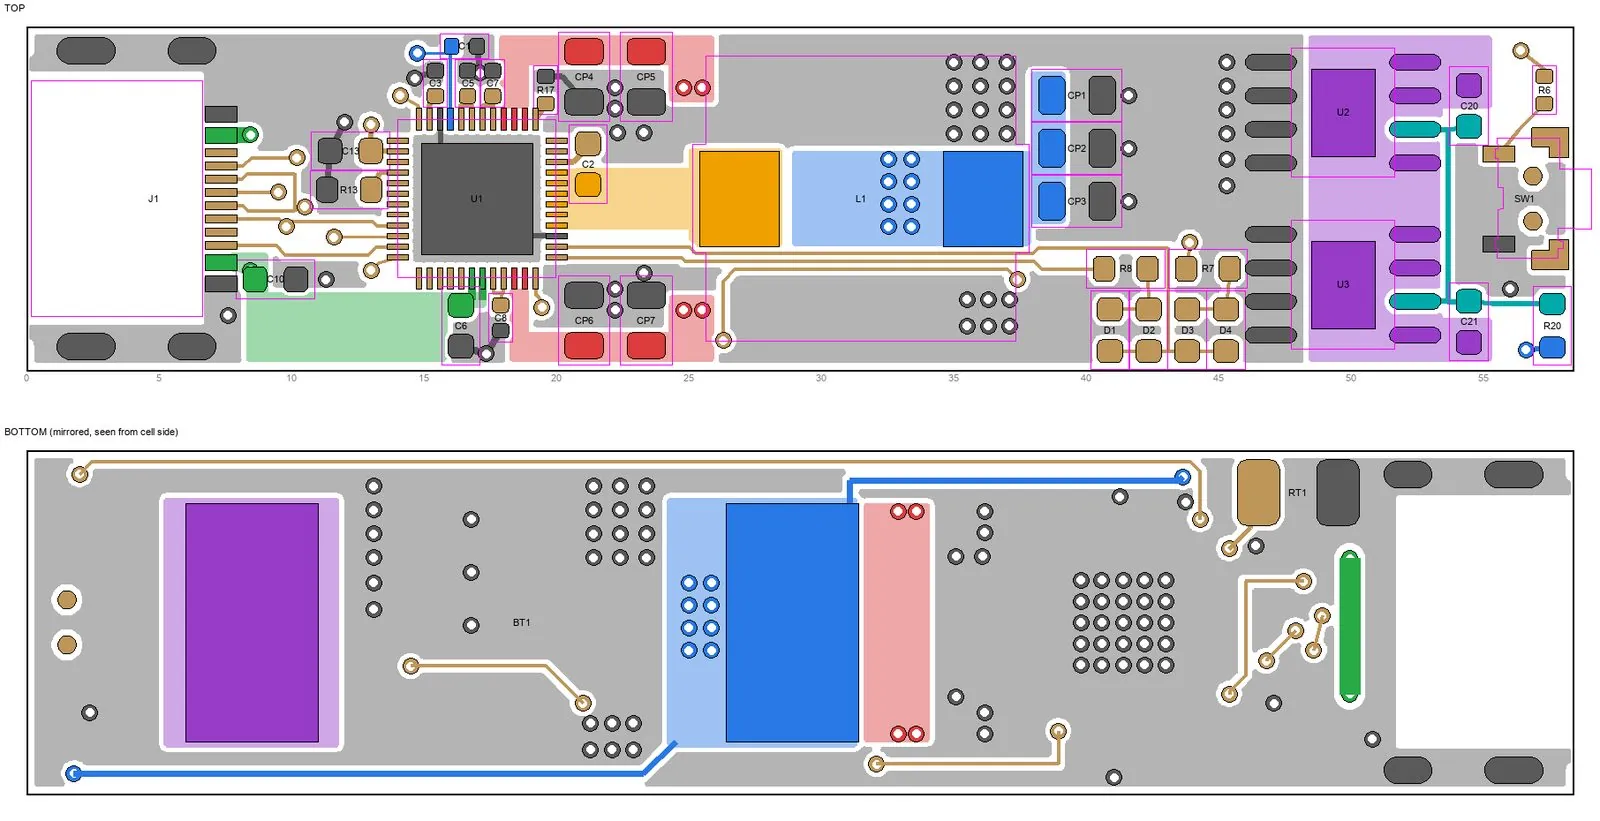 TOP
C1
C3 C5 C7
R17
CP4 CP5
CP1
U2
C20
R6
C13
CP2
C2
R13
J1
U1
L1
CP3
SW1
C10
R8 R7
U3
C6
C8
CP6 CP7
D1 D2 D3 D4
C21
R20
0 5 10 15 20 25 30 35 40 45 50 55
BOTTOM (mirrored, seen from cell side)
RT1
BT1